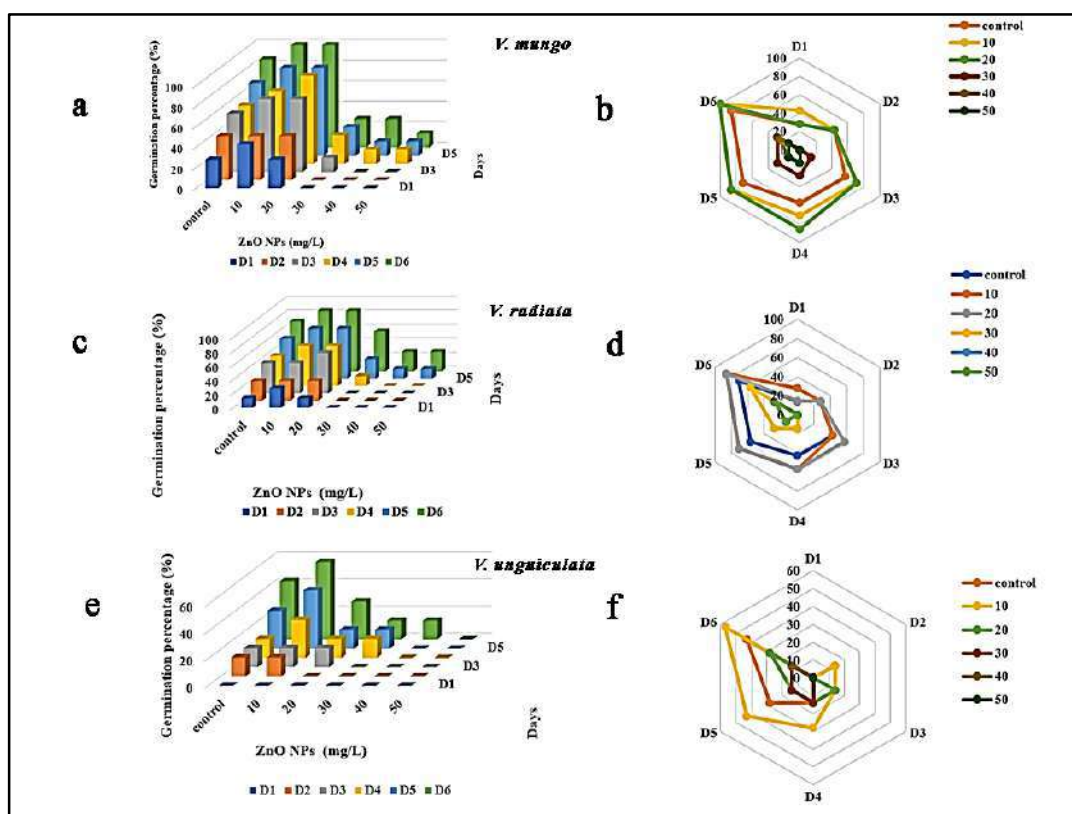 V. mungo
a
Germination percentage (%)
100
80
60
40
20
0
control
10
20
30
40
50
D5
D3
D1
Days
ZnO NPs (mg/L)
D1 D2 D3 D4 D5 D6
b
D1
D2
D3
D4
D5
D6
100
80
60
40
20
0
control
10
20
30
40
50
V. radiata
c
Germination percentage (%)
100
80
60
40
20
0
control
10
20
30
40
50
D5
D3
D1
Days
ZnO NPs (mg/L)
D1 D2 D3 D4 D5 D6
d
D1
D2
D3
D4
D5
D6
100
80
60
40
20
0
control
10
20
30
40
50
V. unguiculata
e
Germination percentage (%)
60
40
20
0
control
10
20
30
40
50
D5
D3
D1
Days
ZnO NPs (mg/L)
D1 D2 D3 D4 D5 D6
f
D1
D2
D3
D4
D5
D6
60
50
40
30
20
10
0
control
10
20
30
40
50